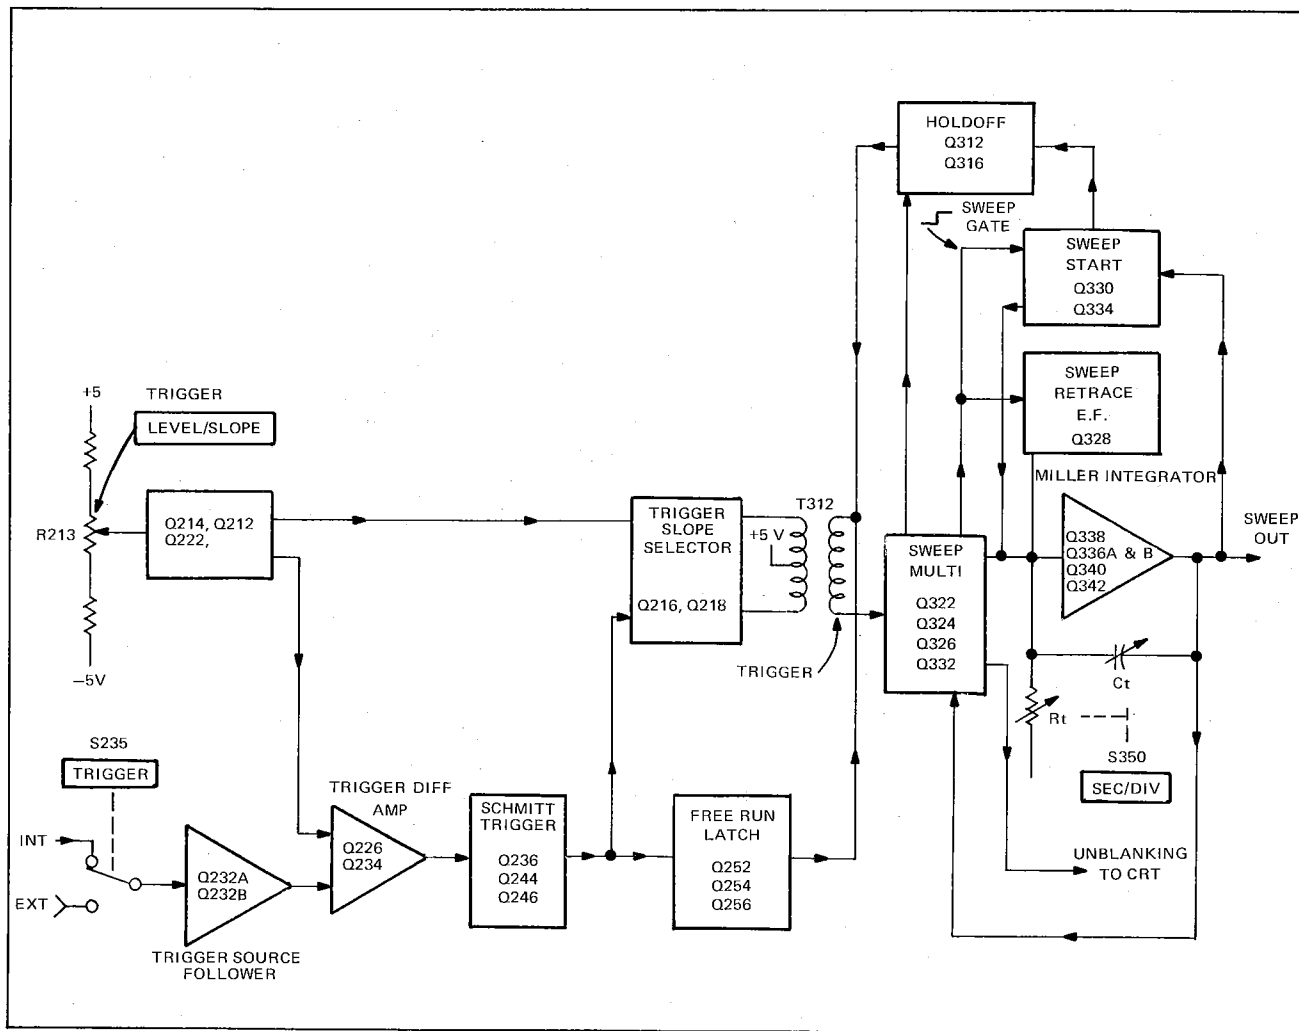 HOLDOFF
Q312
Q316
SWEEP
GATE
SWEEP
START
Q330
Q334
SWEEP
RETRACE
E.F.
Q328
MILLER INTEGRATOR
+5
TRIGGER
LEVEL/SLOPE
R213
Q214, Q212
Q222,
-5V
TRIGGER
SLOPE
SELECTOR
Q216, Q218
T312
+5 V
TRIGGER
SWEEP
MULTI
Q322
Q324
Q326
Q332
Q338
Q336A & B
Q340
Q342
SWEEP
OUT
Ct
Rt
S350
SEC/DIV
UNBLANKING
TO CRT
S235
TRIGGER
INT
EXT
Q232A
Q232B
TRIGGER SOURCE
FOLLOWER
TRIGGER DIFF
AMP
Q226
Q234
SCHMITT
TRIGGER
Q236
Q244
Q246
FREE RUN
LATCH
Q252
Q254
Q256